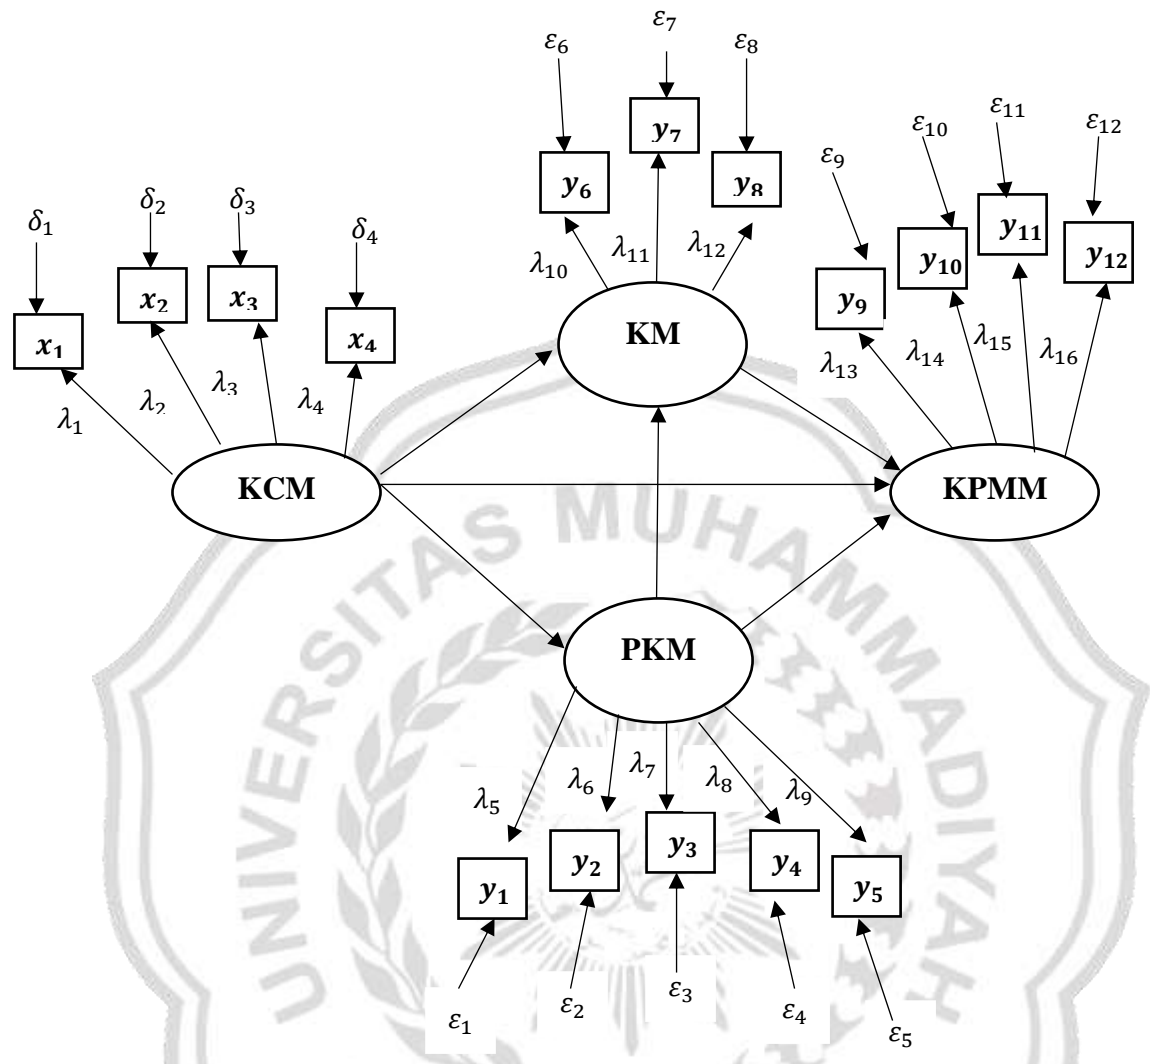 ε₇
ε₆ ε₈
ε₁₀ ε₁₁ ε₁₂
y₇
ε₉
y₆ y₈
δ₁ δ₂ δ₃ δ₄
y₁₀ y₁₁ y₁₂
λ₁₀ λ₁₁ λ₁₂
x₁ x₂ x₃ x₄
y₉
KM
λ₁₃ λ₁₄ λ₁₅ λ₁₆
λ₁ λ₂ λ₃ λ₄
KCM KPMM
UNIVERSITAS MUHAMMADIYAH
PKM
λ₅ λ₆ λ₇ λ₈ λ₉
y₁ y₂ y₃ y₄ y₅
ε₁ ε₂ ε₃ ε₄ ε₅